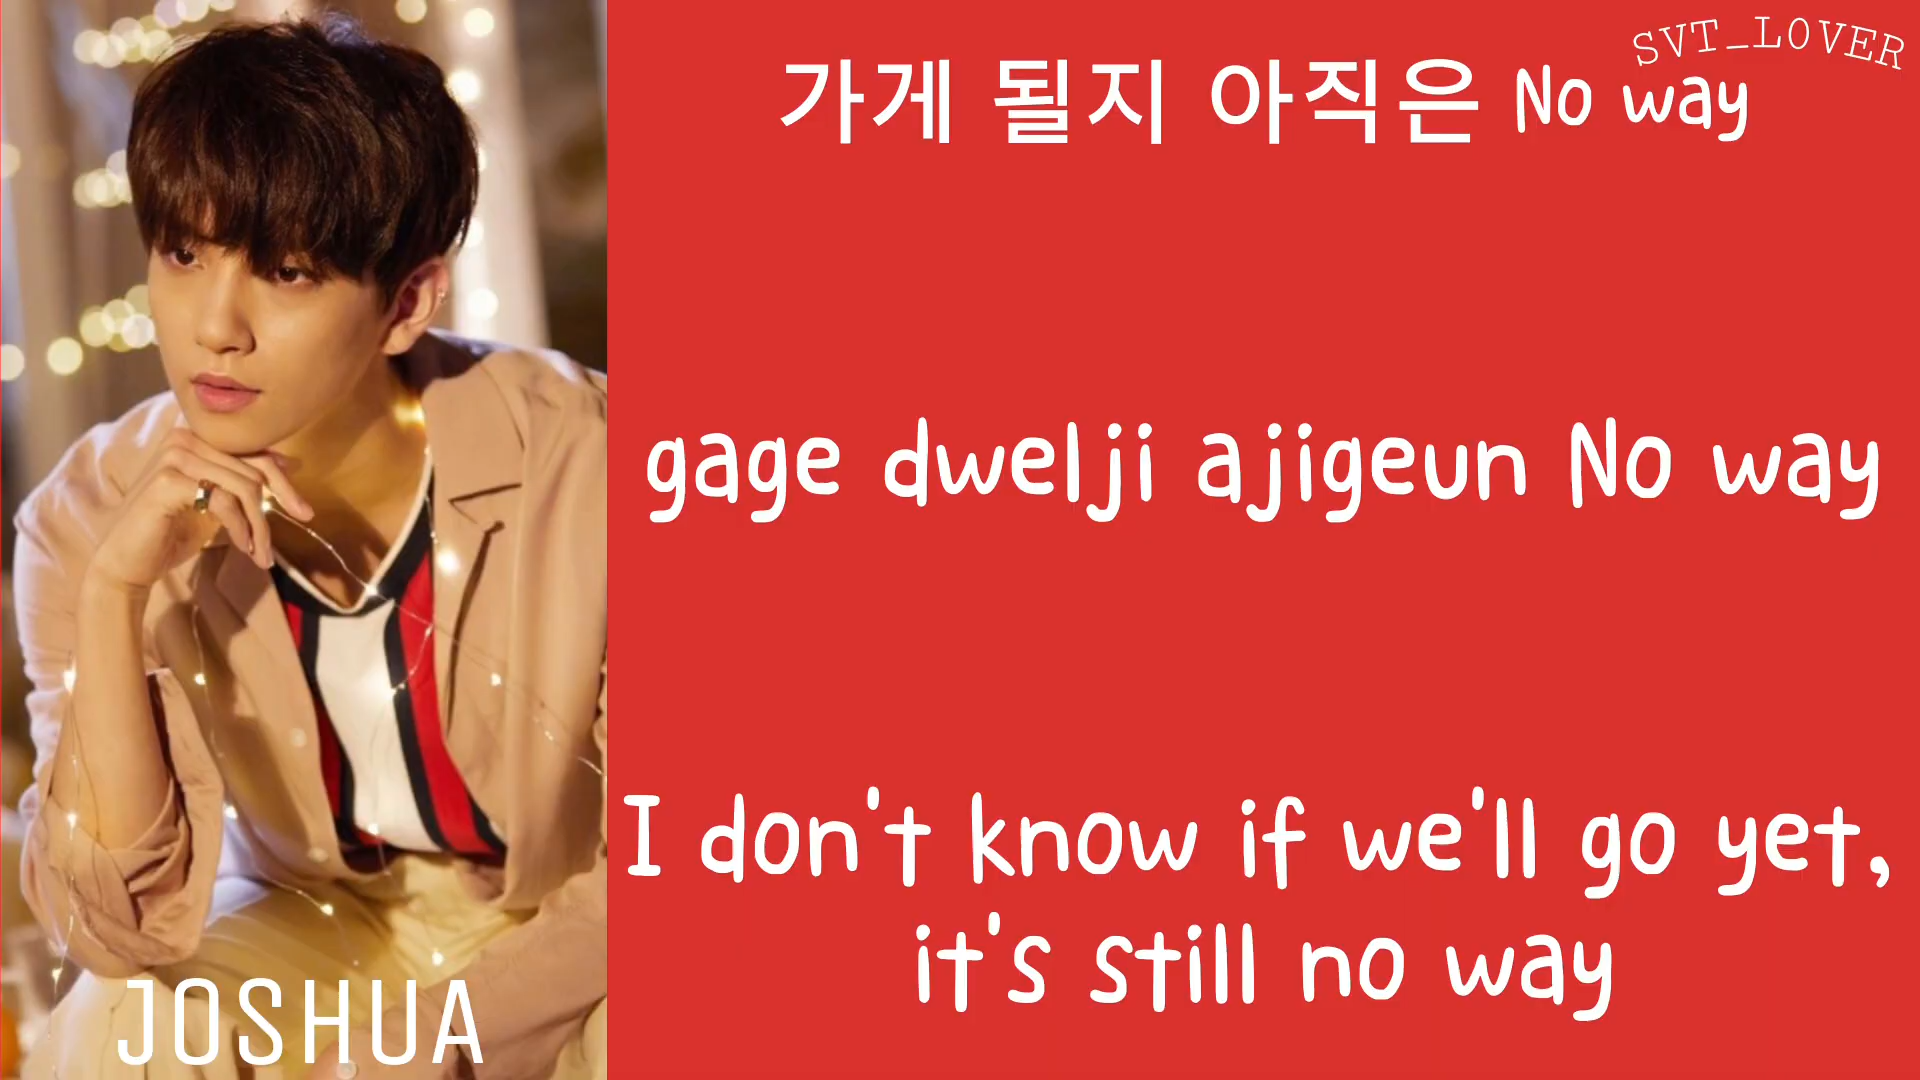 SVT_LOVER
가게 될지 아직은 No way
gage dwelji ajigeun No way
I don't know if we'll go yet,
it's still no way
JOSHUA